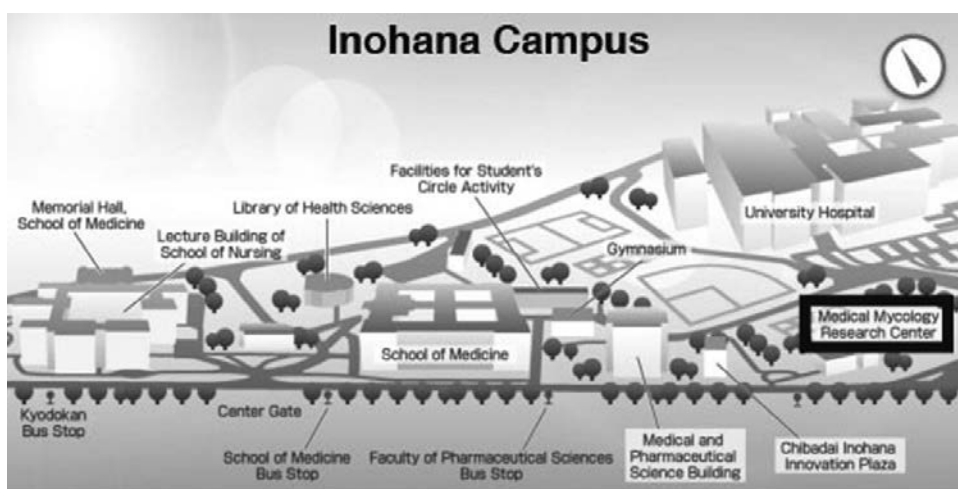 Inohana Campus
Facilities for Student's
Circle Activity
Memorial Hall,
School of Medicine
Library of Health Sciences
University Hospital
Lecture Building of
School of Nursing
Gymnasium
Medical Mycology
Research Center
School of Medicine
Kyodokan
Bus Stop
Center Gate
School of Medicine
Bus Stop
Faculty of Pharmaceutical Sciences
Bus Stop
Medical and
Pharmaceutical
Science Building
Chibadai Inohana
Innovation Plaza